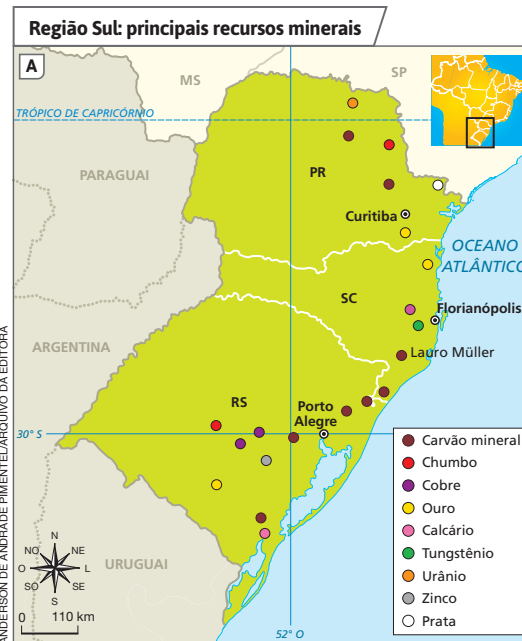 Região Sul: principais recursos minerais
A
MS
SP
TRÓPICO DE CAPRICÓRNIO
PARAGUAI
PR
Curitiba
OCEANO
ATLÂNTICO
SC
Florianópolis
ARGENTINA
Lauro Müller
RS
Porto
Alegre
30° S
Carvão mineral
Chumbo
Cobre
Ouro
Calcário
Tungstênio
Urânio
Zinco
Prata
URUGUAI
N
NO
NE
O
L
SO
SE
S
0
110 km
52° O
ANDERSON DE ANDRADE PIMENTEL/ARQUIVO DA EDITORA